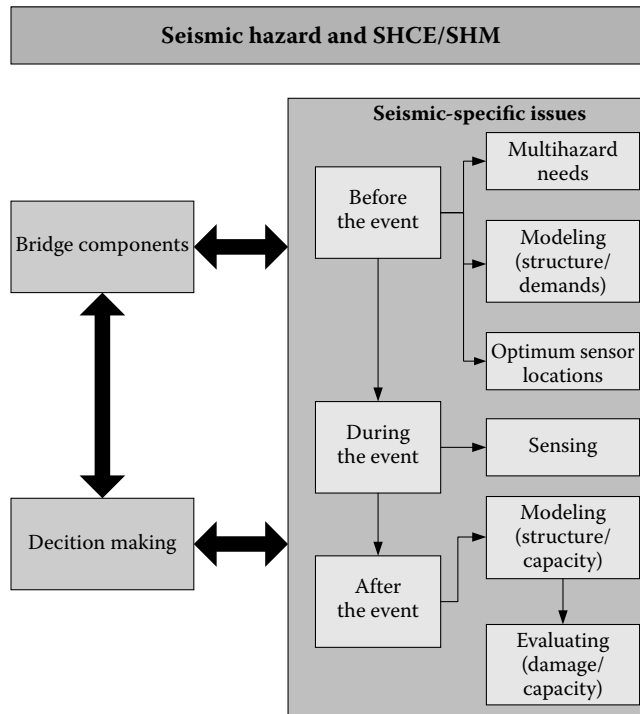 Seismic hazard and SHCE/SHM
Seismic-specific issues
Multihazard
needs
Before
the event
Bridge components
Modeling
(structure/
demands)
Optimum sensor
locations
During
the event
Sensing
Decition making
Modeling
(structure/
capacity)
After
the event
Evaluating
(damage/
capacity)